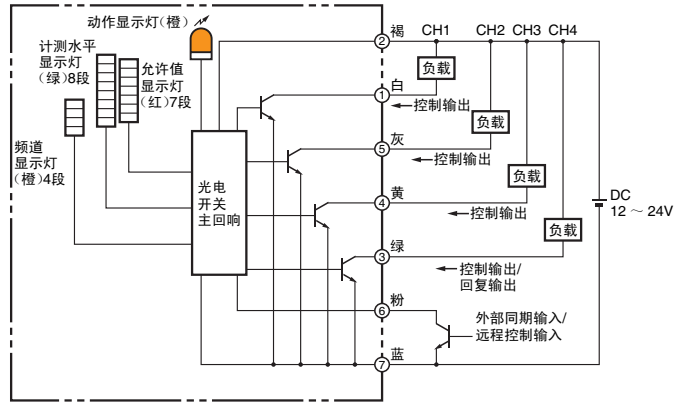 动作显示灯(橙)
计测水平
显示灯
(绿)8段
允许值
显示灯
(红)7段
频道
显示灯
(橙)4段
光电
开关
主回响
② 褐 CH1 CH2 CH3 CH4
负载
① 白
控制输出
负载
⑤ 灰
控制输出
负载
④ 黄
控制输出
负载
③ 绿
控制输出/
回复输出
DC
12 ～ 24V
⑥ 粉
外部同期输入/
远程控制输入
⑦ 蓝